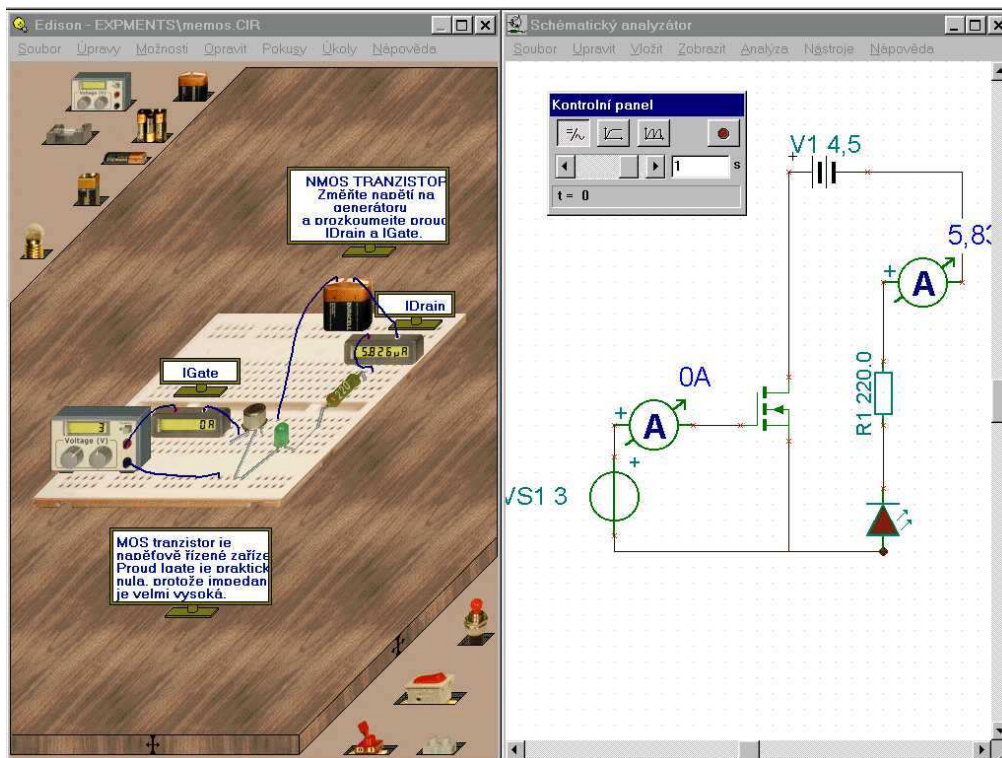 Edison - EXPMENTS\memos.CIR
Soubor Úpravy Možnosti Opravit Pokusy Úkoly Nápověda
Voltage (V)
NMOS TRANZISTOR
Změňte napětí na
generátoru
a prozkoumejte proud
IDrain a IGate.
IDrain
5.826µA
220
IGate
0A
3
Voltage (V)
MOS tranzistor je
napěťově řízené zaříze
Proud Igate je praktick
nula, protože impedan
je velmi vysoká.
Schématický analyzátor
Soubor Upravit Vložit Zobrazit Analýza Nástroje Nápověda
Kontrolní panel
1 s
t = 0
V1 4,5
+
5,83
+
A
0A
+
A
R1 220.0
+
VS1 3